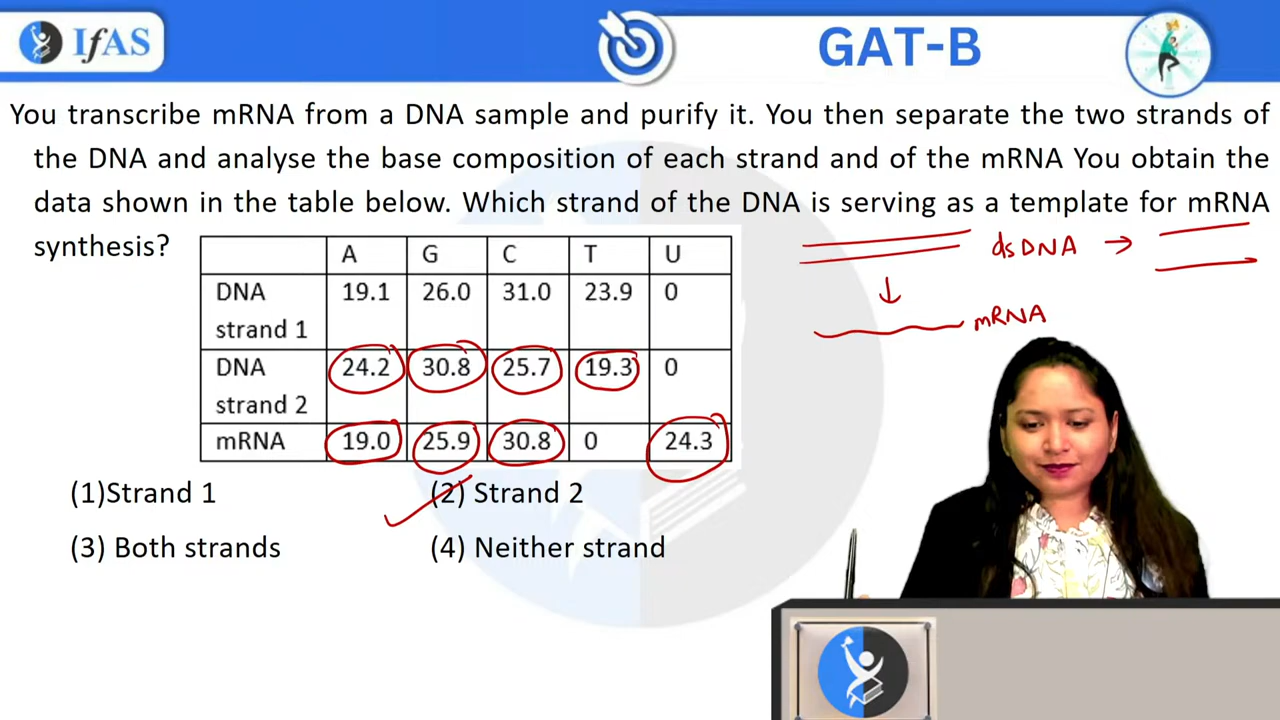 IfAS
GAT-B
You transcribe mRNA from a DNA sample and purify it. You then separate the two strands of
the DNA and analyse the base composition of each strand and of the mRNA You obtain the
data shown in the table below. Which strand of the DNA is serving as a template for mRNA
synthesis?
A G C T U
DNA strand 1 19.1 26.0 31.0 23.9 0
DNA strand 2 24.2 30.8 25.7 19.3 0
mRNA 19.0 25.9 30.8 0 24.3
dsDNA →
↓
mRNA
(1)Strand 1
(2) Strand 2
(3) Both strands
(4) Neither strand